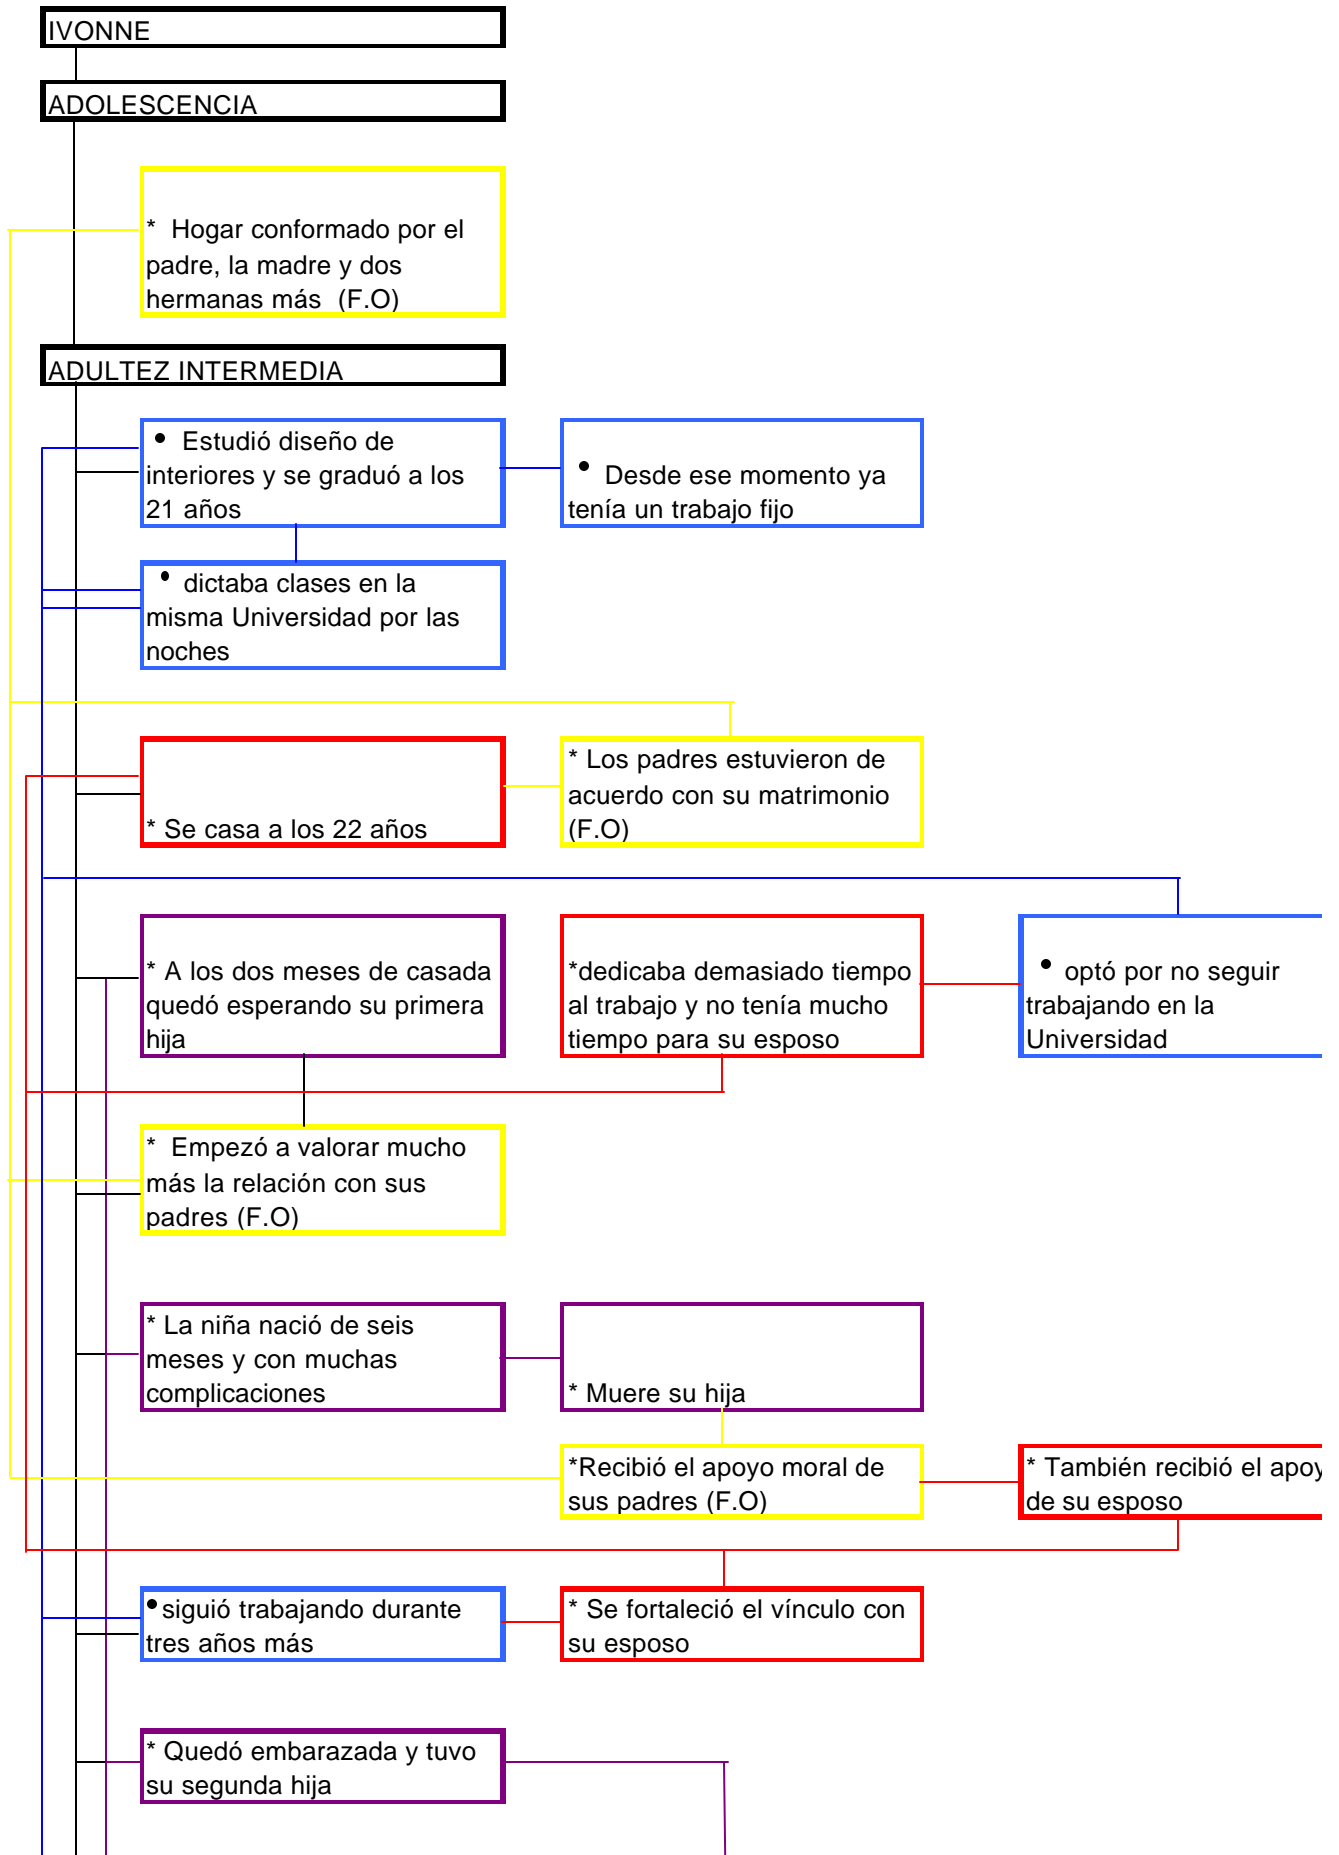 IVONNE
ADOLESCENCIA
* Hogar conformado por el
padre, la madre y dos
hermanas más (F.O)
ADULTEZ INTERMEDIA
• Estudió diseño de
interiores y se graduó a los
21 años
• Desde ese momento ya
tenía un trabajo fijo
• dictaba clases en la
misma Universidad por las
noches
* Se casa a los 22 años
* Los padres estuvieron de
acuerdo con su matrimonio
(F.O)
* A los dos meses de casada
quedó esperando su primera
hija
*dedicaba demasiado tiempo
al trabajo y no tenía mucho
tiempo para su esposo
• optó por no seguir
trabajando en la
Universidad
* Empezó a valorar mucho
más la relación con sus
padres (F.O)
* La niña nació de seis
meses y con muchas
complicaciones
* Muere su hija
*Recibió el apoyo moral de
sus padres (F.O)
* También recibió el apoy
de su esposo
• siguió trabajando durante
tres años más
* Se fortaleció el vínculo con
su esposo
* Quedó embarazada y tuvo
su segunda hija